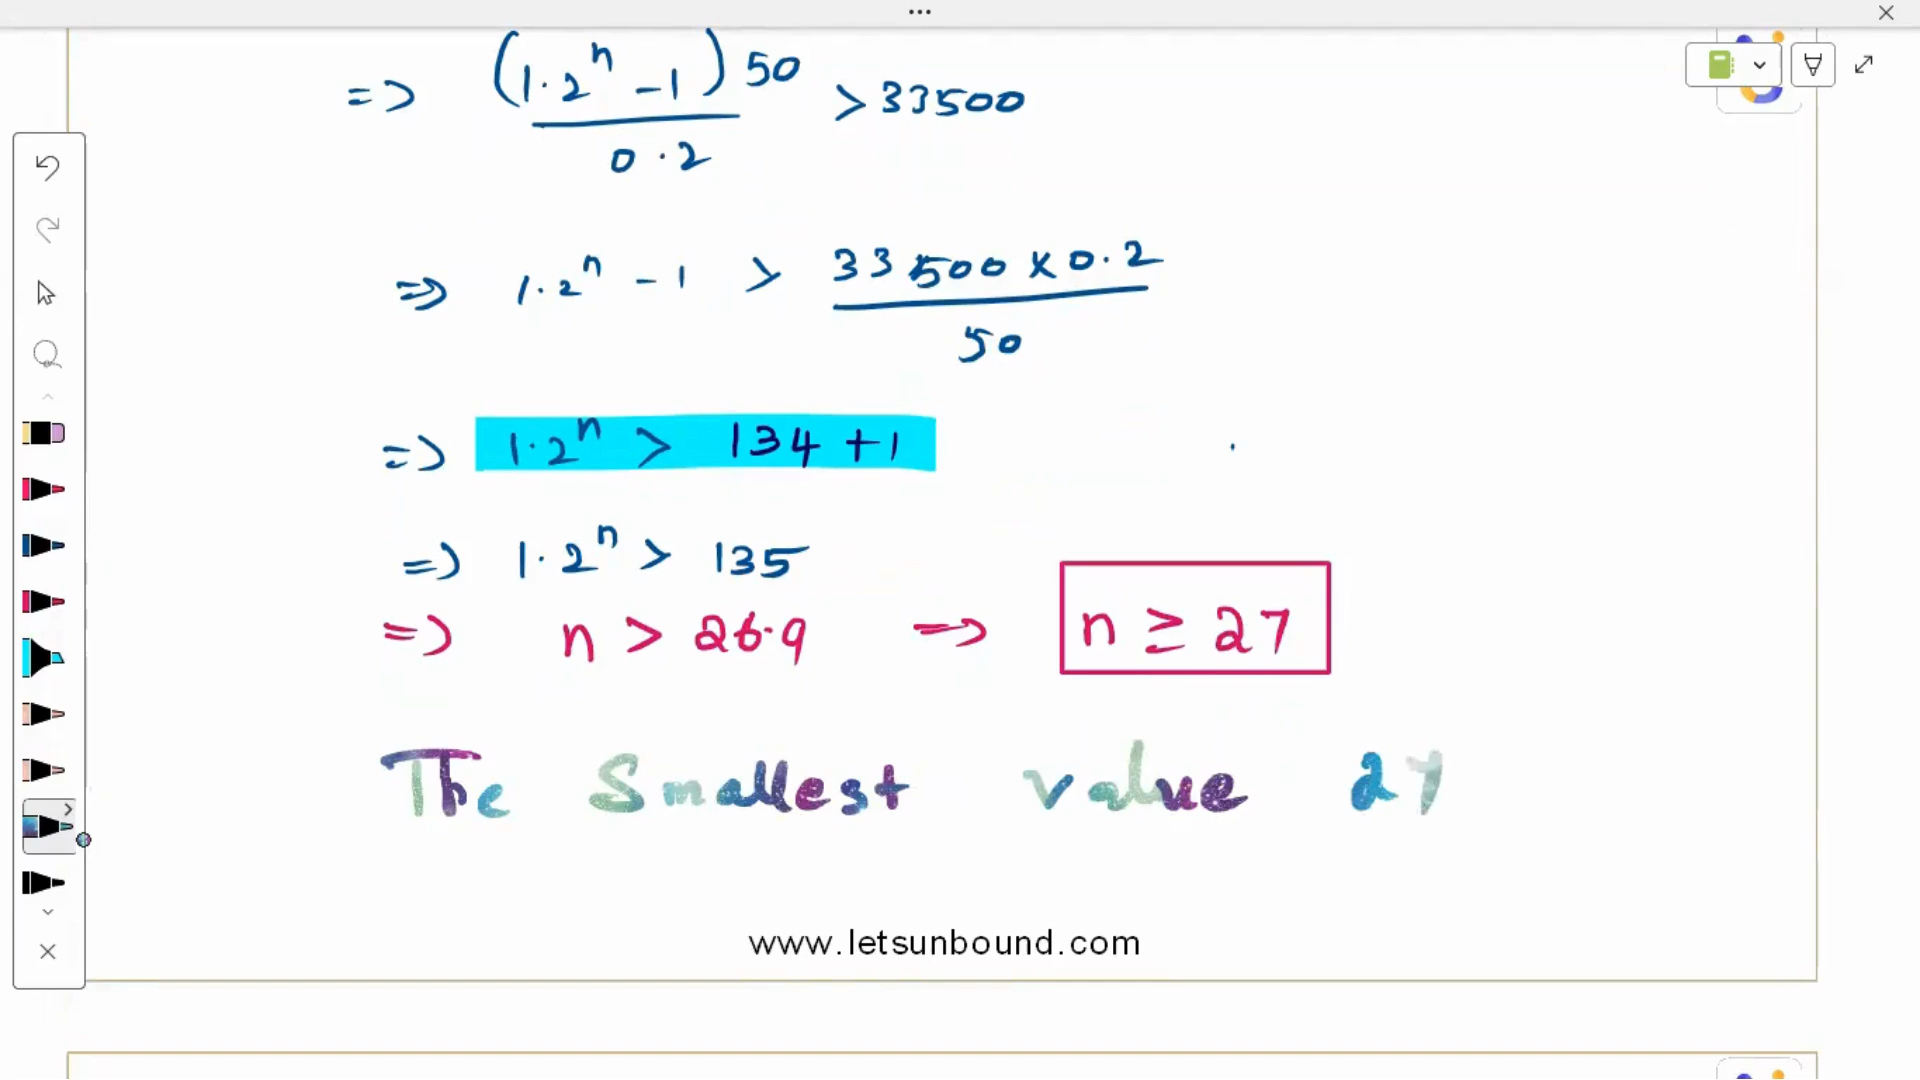 ...
=> (1.2^n - 1) 50 / 0.2 > 33500
=> 1.2^n - 1 > 33500 x 0.2 / 50
=> 1.2^n > 134 + 1
=> 1.2^n > 135
=> n > 26.9 => n ≥ 27
The Smallest value 27
www.letsunbound.com